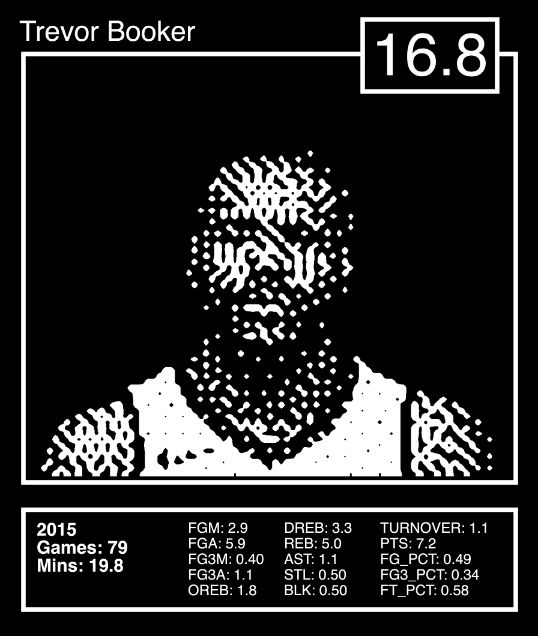 Trevor Booker
16.8
2015
Games: 79
Mins: 19.8
FGM: 2.9
FGA: 5.9
FG3M: 0.40
FG3A: 1.1
OREB: 1.8
DREB: 3.3
REB: 5.0
AST: 1.1
STL: 0.50
BLK: 0.50
TURNOVER: 1.1
PTS: 7.2
FG_PCT: 0.49
FG3_PCT: 0.34
FT_PCT: 0.58